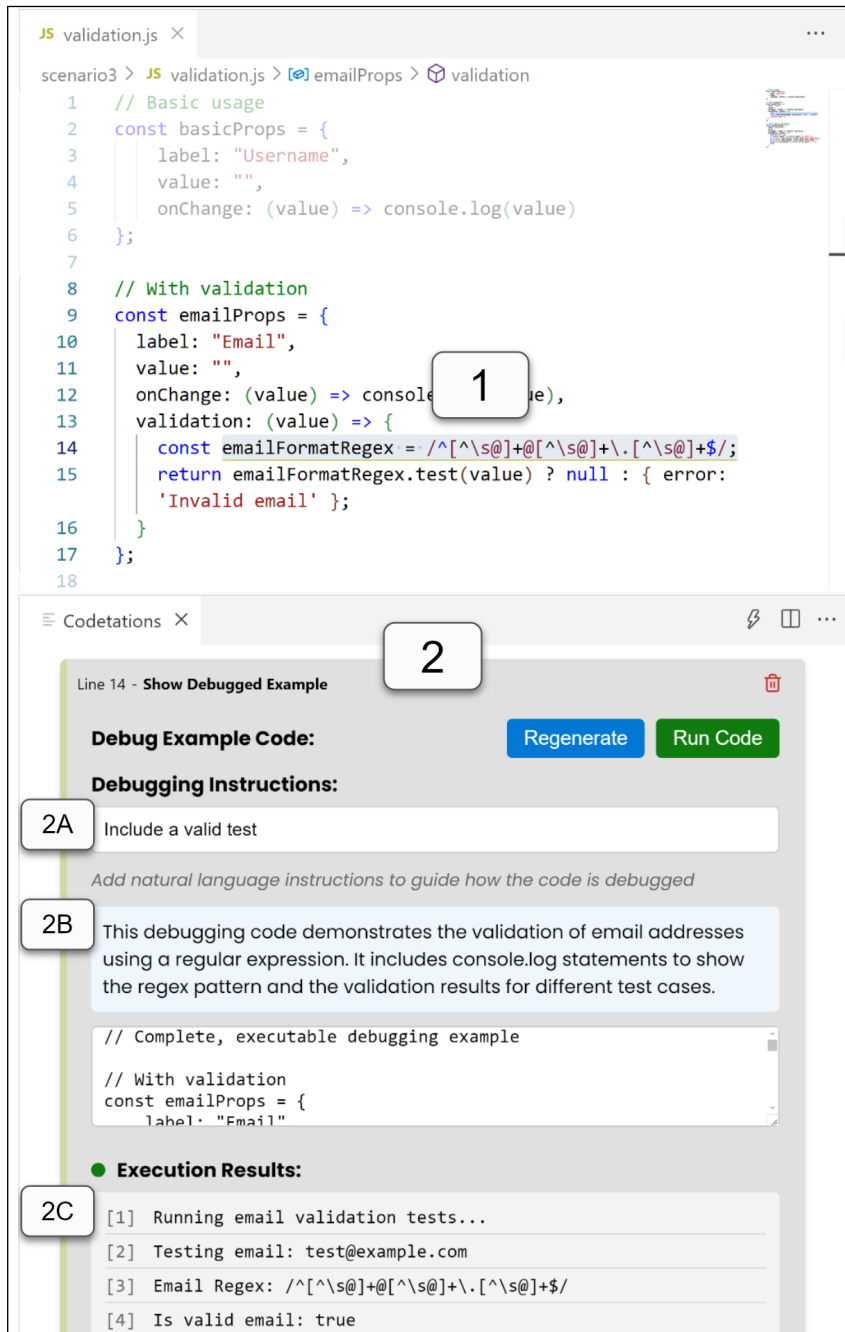 JS validation.js ×
scenario3 > JS validation.js > emailProps > validation
1 // Basic usage
2 const basicProps = {
3 label: "Username",
4 value: "",
5 onChange: (value) => console.log(value)
6 };
7
8 // With validation
9 const emailProps = {
10 label: "Email",
11 value: "",
12 onChange: (value) => console 1 ue),
13 validation: (value) => {
14 const emailFormatRegex = /^[^\s@]+@[^\s@]+\.[^\s@]+$/;
15 return emailFormatRegex.test(value) ? null : { error:
'Invalid email' };
16 }
17 };
18
Codetations ×
2
Line 14 - Show Debugged Example
Debug Example Code:
Regenerate
Run Code
Debugging Instructions:
2A
Include a valid test
Add natural language instructions to guide how the code is debugged
2B
This debugging code demonstrates the validation of email addresses
using a regular expression. It includes console.log statements to show
the regex pattern and the validation results for different test cases.
// Complete, executable debugging example
// With validation
const emailProps = {
label: "Email"
Execution Results:
2C
[1] Running email validation tests...
[2] Testing email: test@example.com
[3] Email Regex: /^[^\s@]+@[^\s@]+\.[^\s@]+$/
[4] Is valid email: true